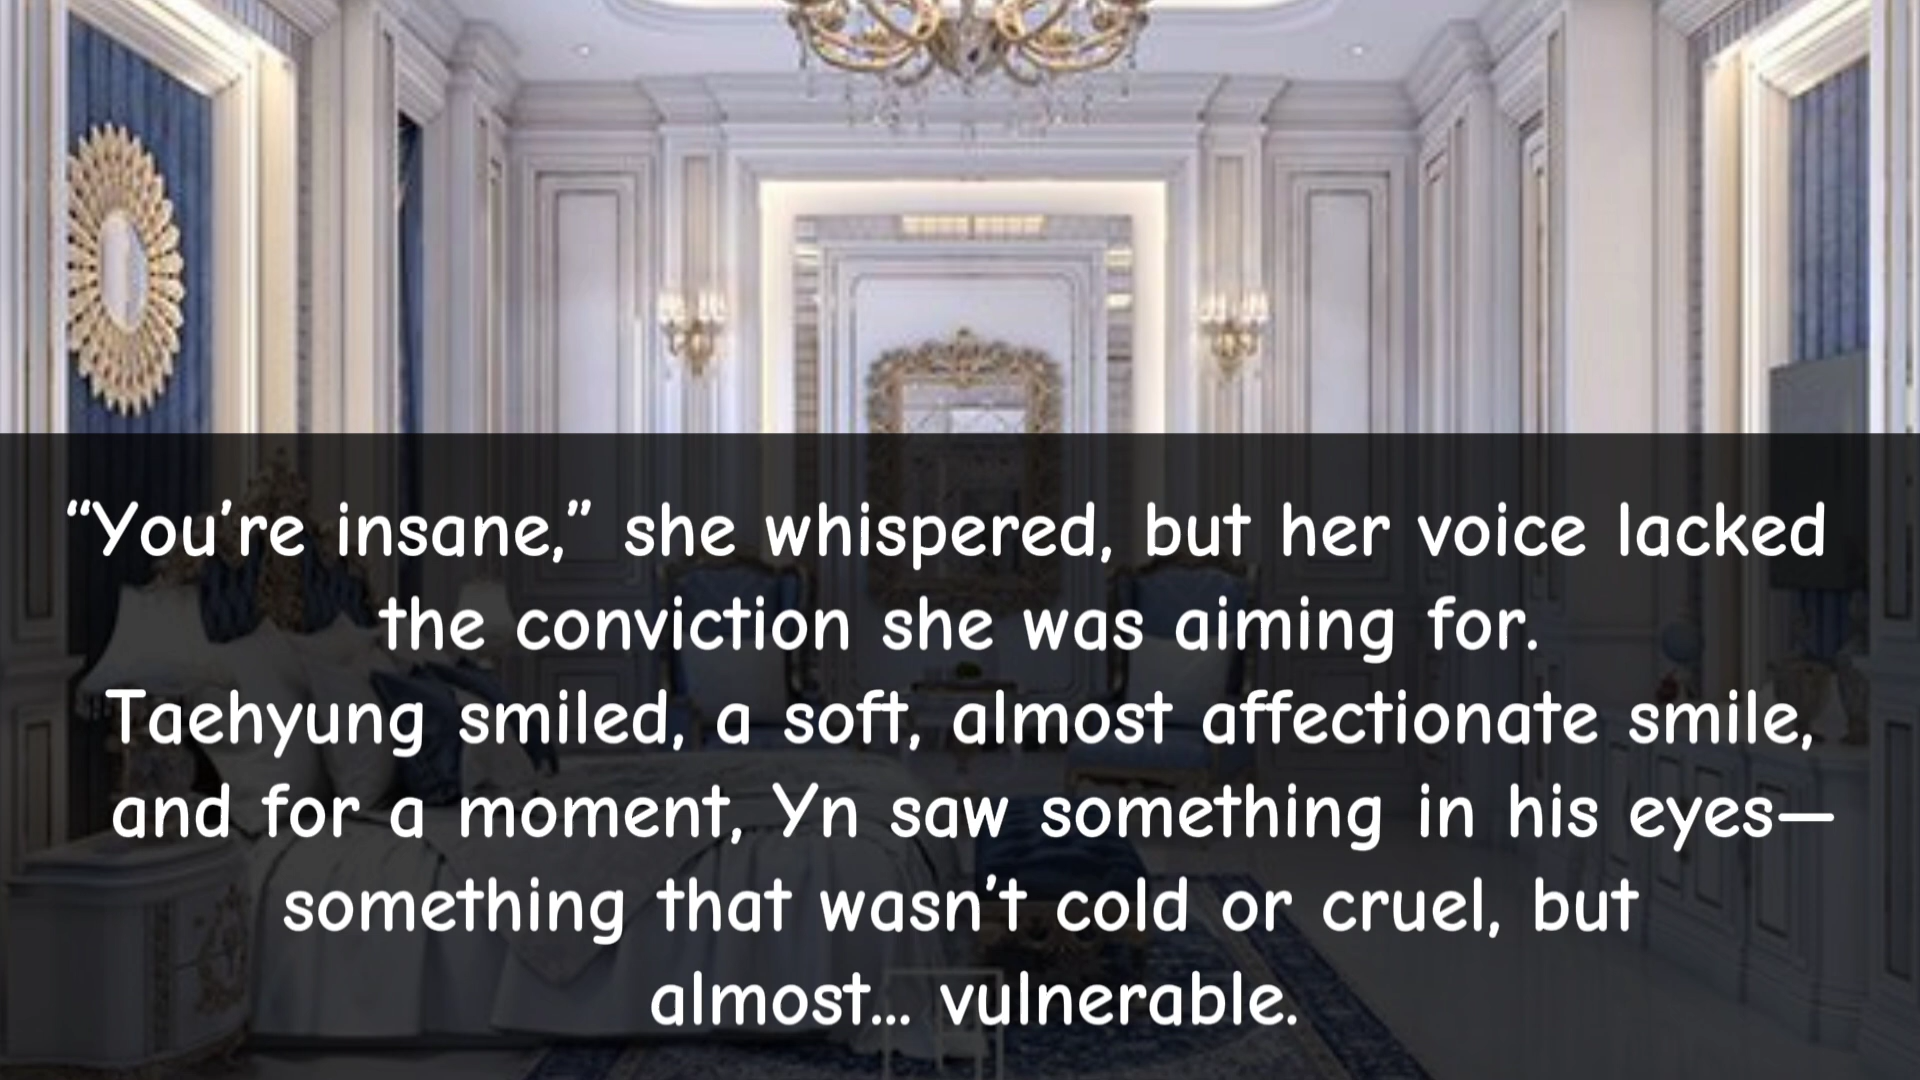 “You’re insane,” she whispered, but her voice lacked
the conviction she was aiming for.
Taehyung smiled, a soft, almost affectionate smile,
and for a moment, Yn saw something in his eyes—
something that wasn’t cold or cruel, but
almost... vulnerable.